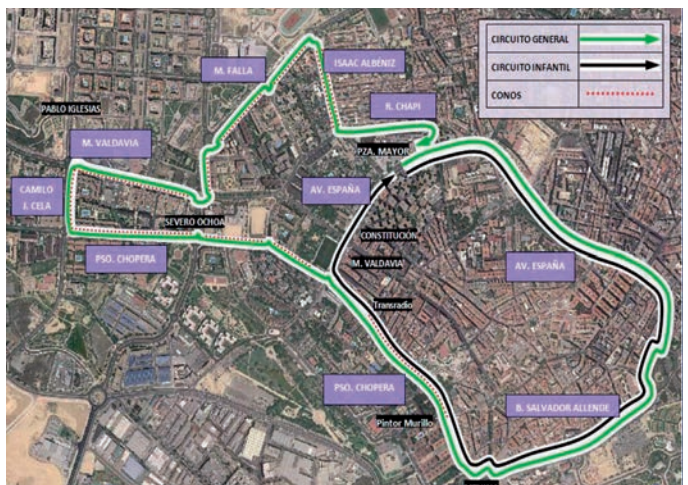 CIRCUITO GENERAL
CIRCUITO INFANTIL
CONOS
ISAAC ALBÉNIZ
M. FALLA
R. CHAPI
PABLO IGLESIAS
M. VALDAVIA
PZA. MAYOR
CAMILO
J. CELA
AV. ESPAÑA
SEVERO OCHOA
CONSTITUCIÓN
PSO. CHOPERA
M. VALDAVIA
AV. ESPAÑA
Transradio
PSO. CHOPERA
B. SALVADOR ALLENDE
Pintor Murillo